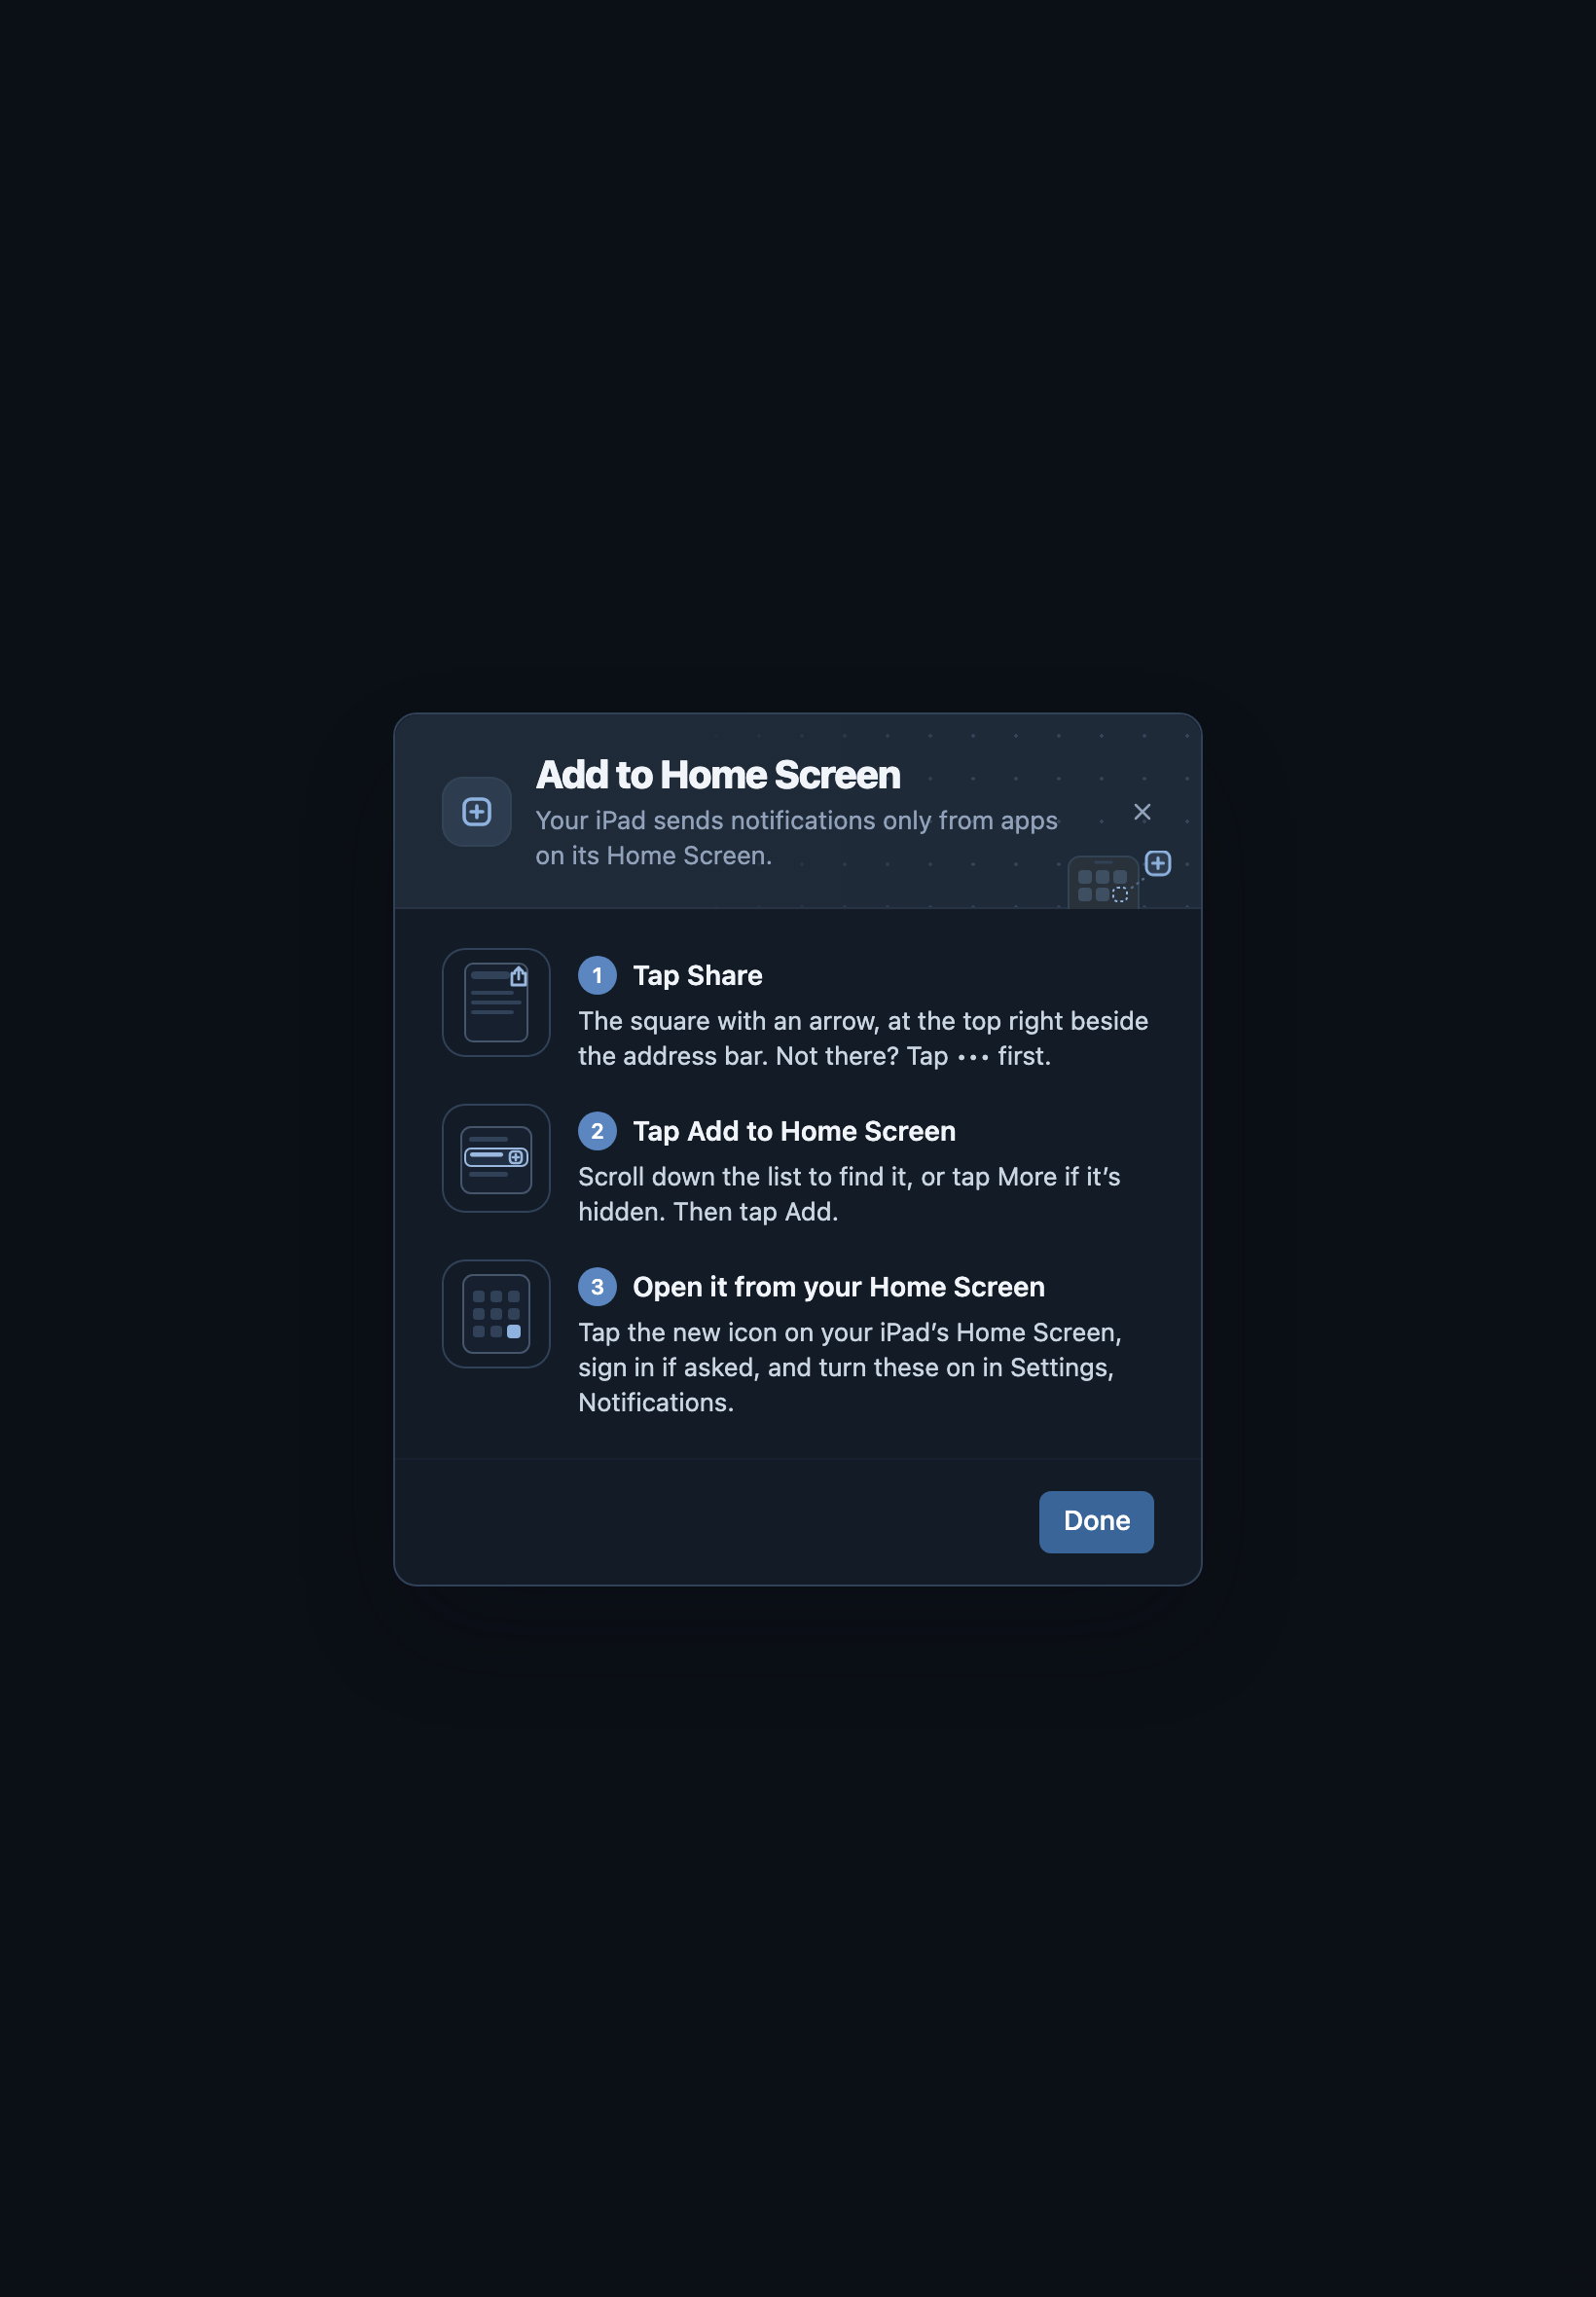 Add to Home Screen
Your iPad sends notifications only from apps
on its Home Screen.
1 Tap Share
The square with an arrow, at the top right beside
the address bar. Not there? Tap ••• first.
2 Tap Add to Home Screen
Scroll down the list to find it, or tap More if it’s
hidden. Then tap Add.
3 Open it from your Home Screen
Tap the new icon on your iPad’s Home Screen,
sign in if asked, and turn these on in Settings,
Notifications.
Done